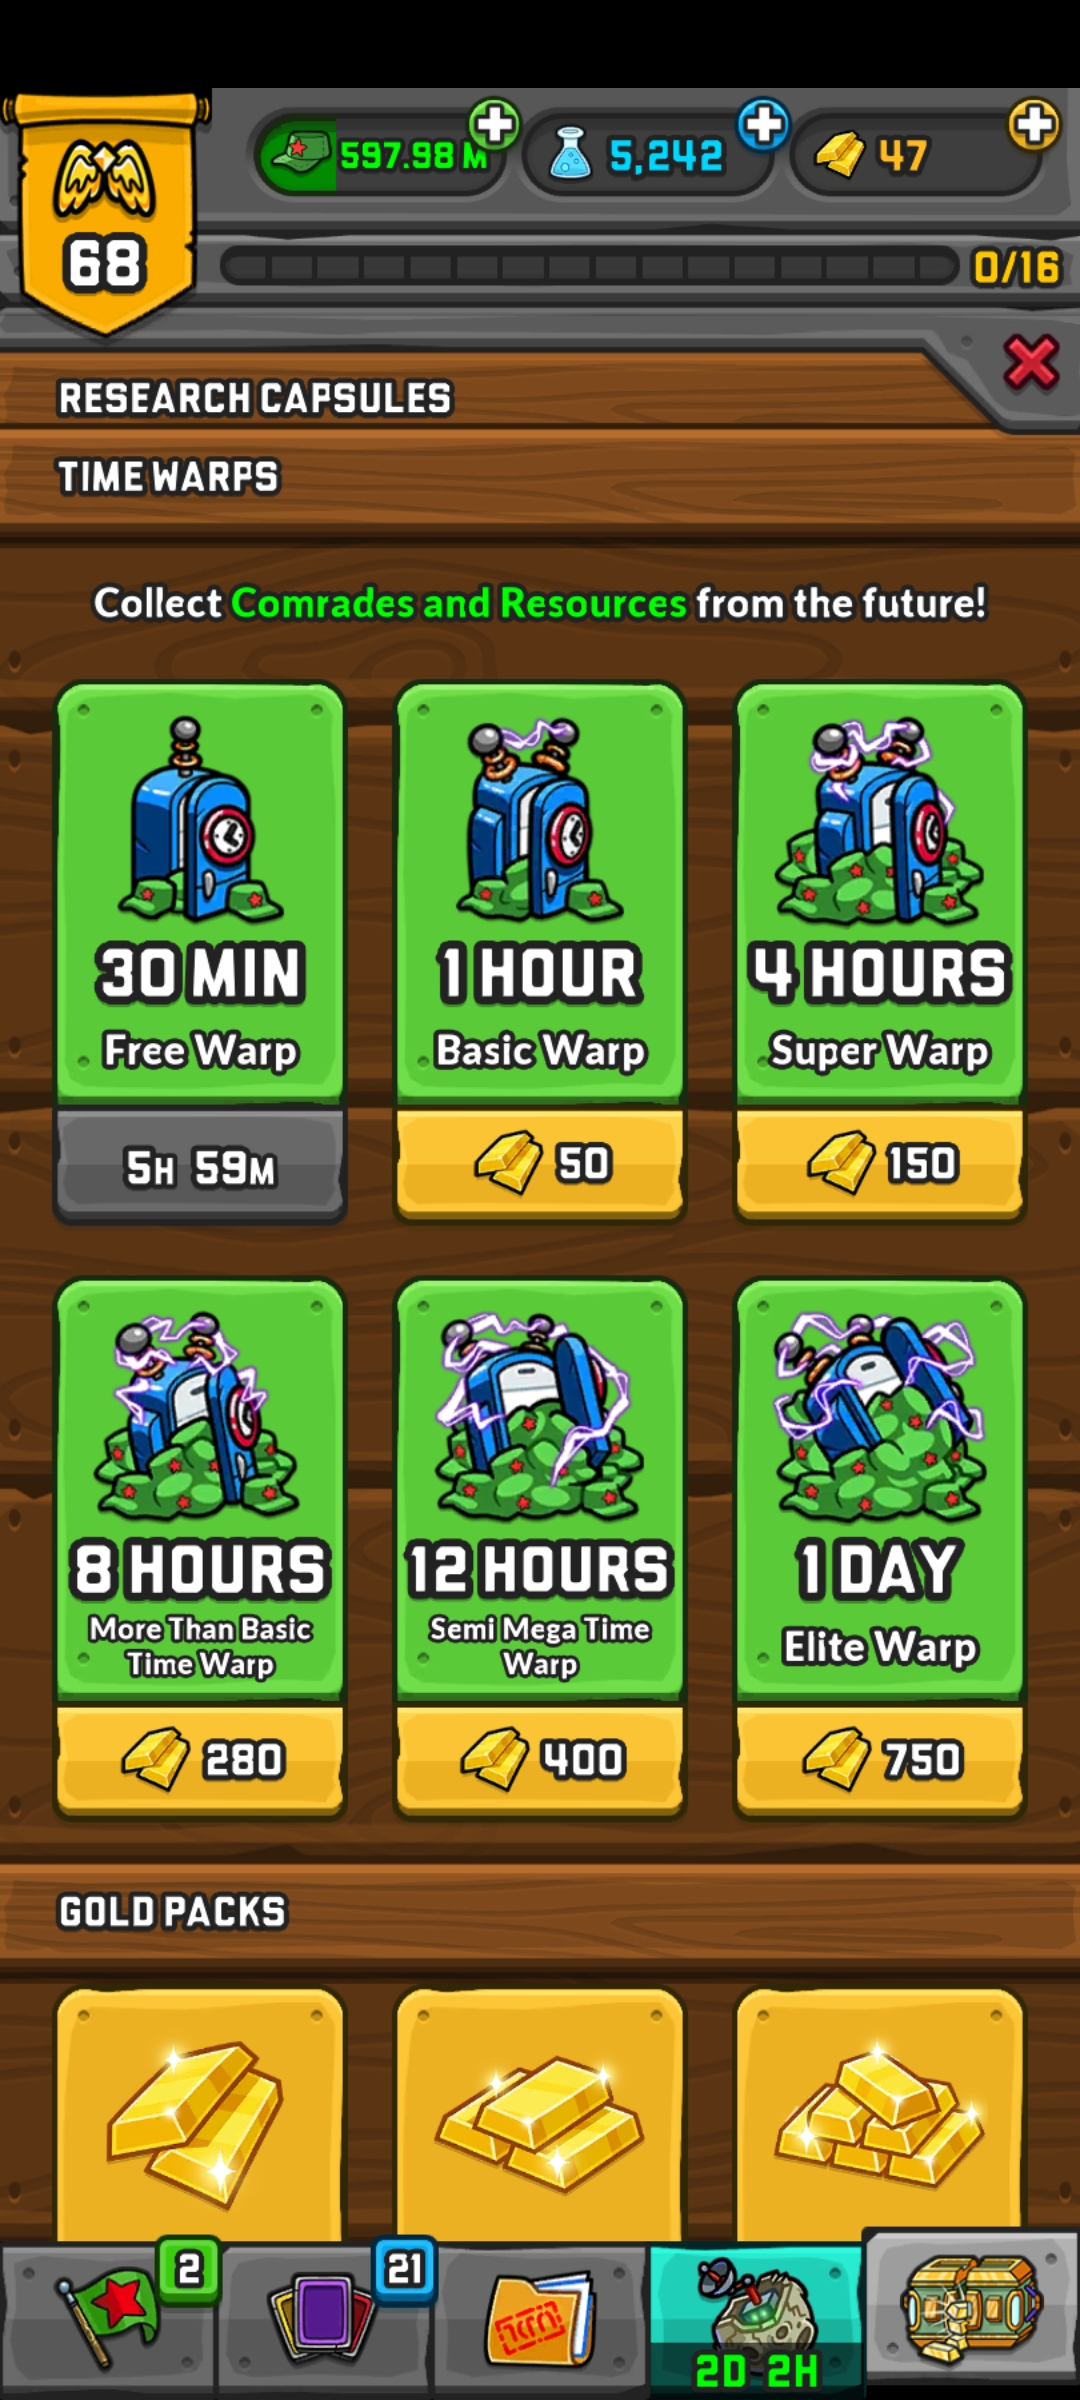 597.98 M
5,242
47
68
0/16
RESEARCH CAPSULES
TIME WARPS
Collect Comrades and Resources from the future!
30 MIN
Free Warp
5H 59M
1 HOUR
Basic Warp
50
4 HOURS
Super Warp
150
8 HOURS
More Than Basic
Time Warp
280
12 HOURS
Semi Mega Time
Warp
400
1 DAY
Elite Warp
750
GOLD PACKS
2
21
2D 2H